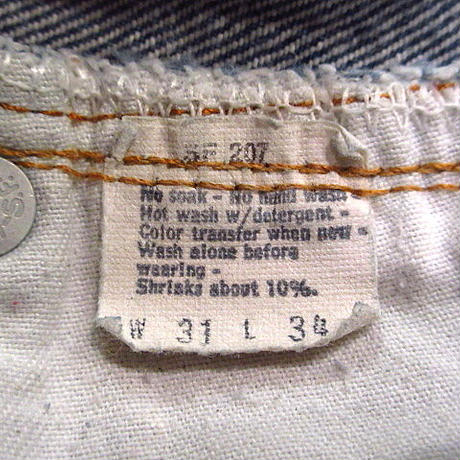 207
No soak - No hand wash -
Hot wash w/detergent -
Color transfer when new -
Wash alone before
wearing -
Shrinks about 10%.
W 31 L 34